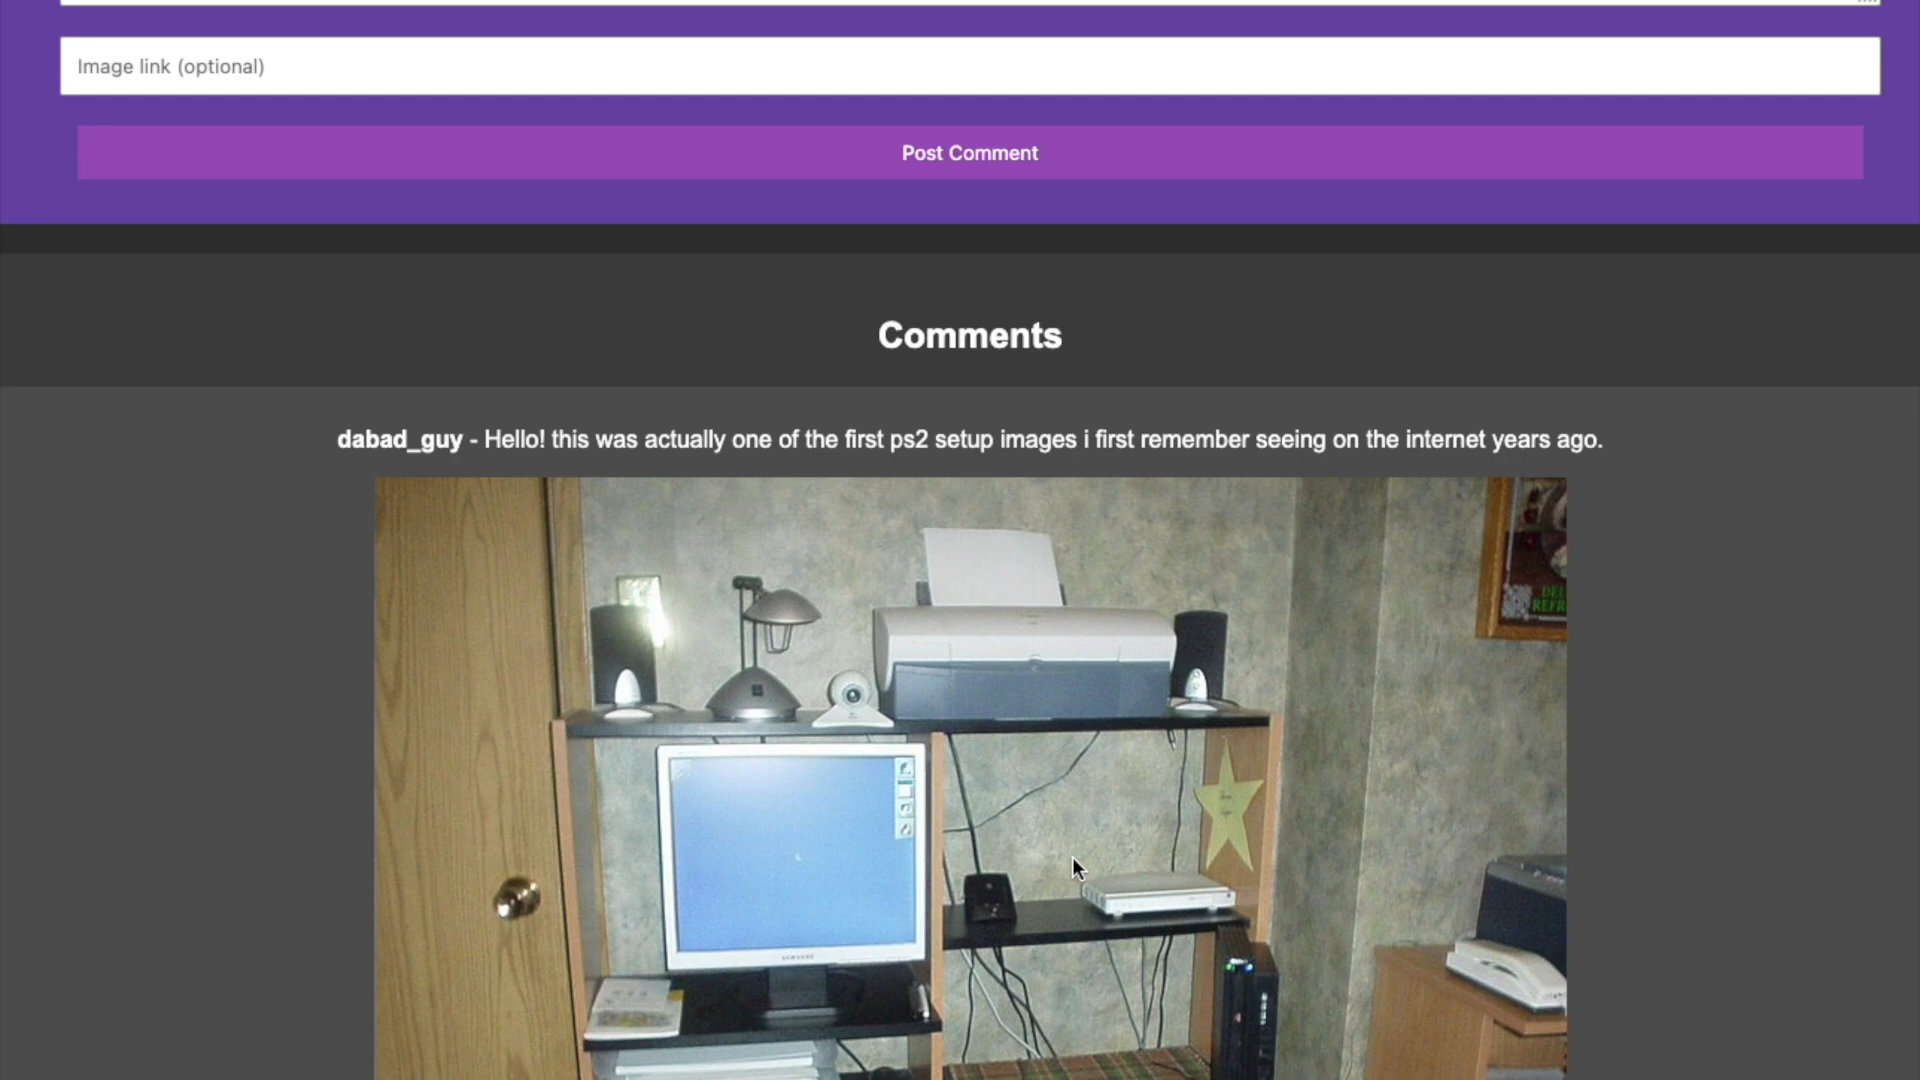 Image link (optional)
Post Comment
Comments
dabad_guy - Hello! this was actually one of the first ps2 setup images i first remember seeing on the internet years ago.
SAMSUNG